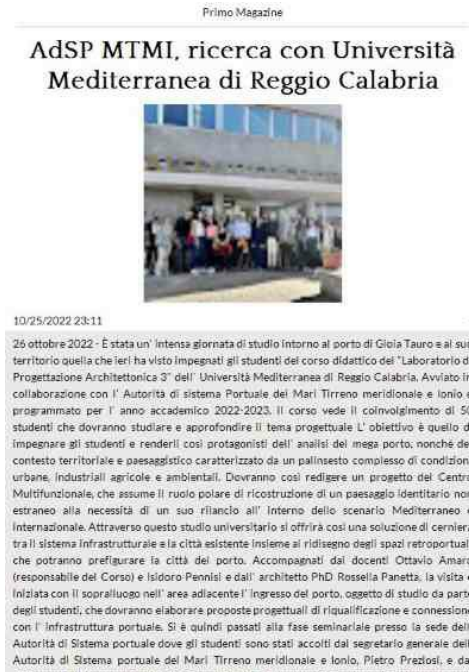 Primo Magazine
AdSP MTMI, ricerca con Università
Mediterranea di Reggio Calabria
10/25/2022 23:11
26 ottobre 2022 - È stata un' intensa giornata di studio intorno al porto di Gioia Tauro e al suo
territorio quella che ieri ha visto impegnati gli studenti del corso didattico del "Laboratorio di
Progettazione Architettonica 3" dell' Università Mediterranea di Reggio Calabria. Avviato in
collaborazione con l' Autorità di sistema Portuale dei Mari Tirreno meridionale e Ionio e
programmato per l' anno accademico 2022-2023. Il corso vede il coinvolgimento di 50
studenti che dovranno studiare e approfondire il tema progettuale L' obiettivo è quello di
impegnare gli studenti e renderli così protagonisti dell' analisi del mega porto, nonché del
contesto territoriale e paesaggistico caratterizzato da un palinsesto complesso di condizioni
urbane, industriali agricole e ambientali. Dovranno così redigere un progetto del Centro
Multifunzionale, che assume il ruolo polare di ricostruzione di un paesaggio identitario non
estraneo alla necessità di un suo rilancio all' interno dello scenario Mediterraneo e
internazionale. Attraverso questo studio universitario si offrirà così una soluzione di cerniera
tra il sistema infrastrutturale e la città esistente insieme al ridisegno degli spazi retroportuali
che potranno prefigurare la città del porto. Accompagnati dai docenti Ottavio Amaro
(responsabile del Corso) e Isidoro Pennisi e dall' architetto PhD Rossella Panetta, la visita è
iniziata con il sopralluogo nell' area adiacente l' ingresso del porto, oggetto di studio da parte
degli studenti, che dovranno elaborare proposte progettuali di riqualificazione e connessione
con l' infrastruttura portuale. Si è quindi passati alla fase seminariale presso la sede dell'
Autorità di Sistema portuale dove gli studenti sono stati accolti dal segretario generale dell'
Autorità di Sistema portuale dei Mari Tirreno meridionale e Ionio, Pietro Preziosi, e dal